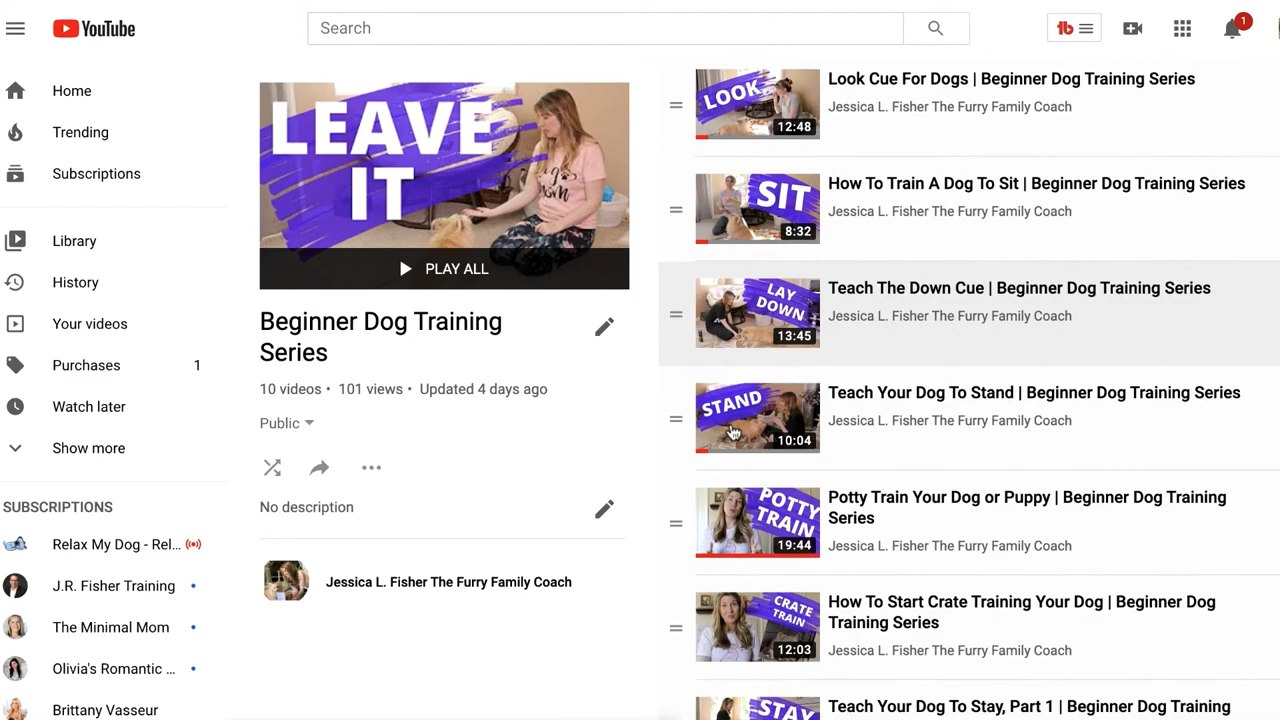 YouTube
Search
1
Home
Trending
Subscriptions
Library
History
Your videos
Purchases 1
Watch later
Show more
SUBSCRIPTIONS
Relax My Dog - Rel...
J.R. Fisher Training
The Minimal Mom
Olivia's Romantic ...
Brittany Vasseur
LEAVE
IT
PLAY ALL
Beginner Dog Training
Series
10 videos • 101 views • Updated 4 days ago
Public
No description
Jessica L. Fisher The Furry Family Coach
LOOK
12:48
Look Cue For Dogs | Beginner Dog Training Series
Jessica L. Fisher The Furry Family Coach
SIT
8:32
How To Train A Dog To Sit | Beginner Dog Training Series
Jessica L. Fisher The Furry Family Coach
LAY
DOWN
13:45
Teach The Down Cue | Beginner Dog Training Series
Jessica L. Fisher The Furry Family Coach
STAND
10:04
Teach Your Dog To Stand | Beginner Dog Training Series
Jessica L. Fisher The Furry Family Coach
POTTY
TRAIN
19:44
Potty Train Your Dog or Puppy | Beginner Dog Training
Series
Jessica L. Fisher The Furry Family Coach
CRATE
TRAIN
12:03
How To Start Crate Training Your Dog | Beginner Dog
Training Series
Jessica L. Fisher The Furry Family Coach
STAY
Teach Your Dog To Stay, Part 1 | Beginner Dog Training